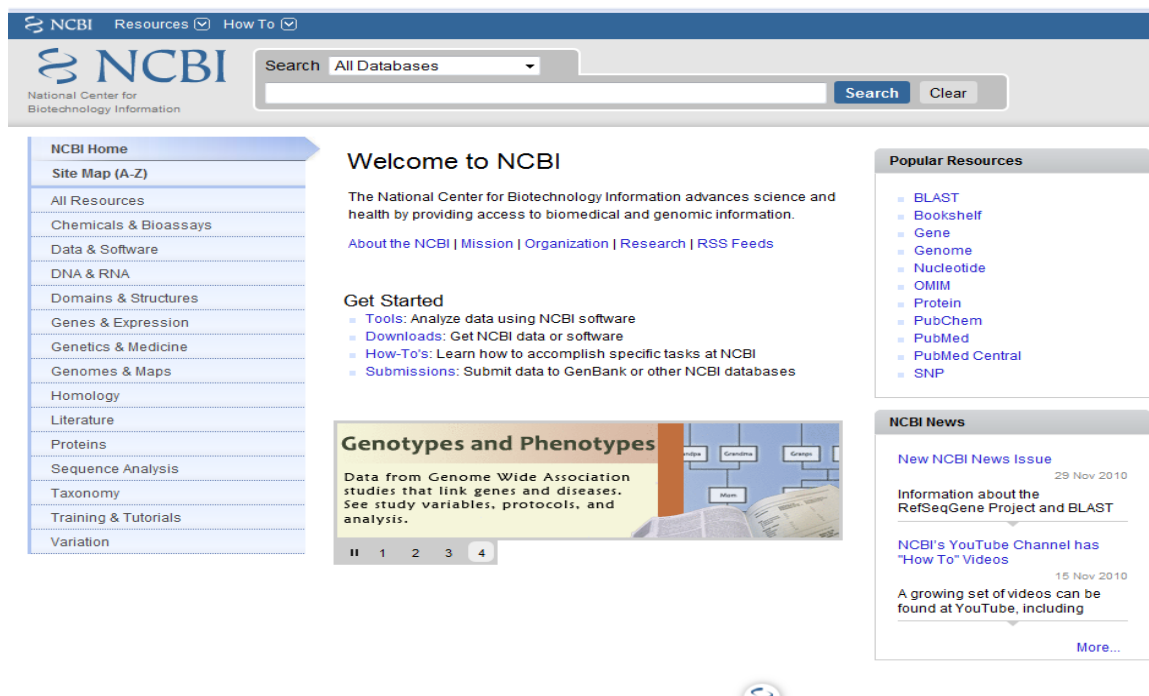 NCBI Resources How To
NCBI
National Center for
Biotechnology Information
Search All Databases
Search Clear
NCBI Home
Site Map (A-Z)
All Resources
Chemicals & Bioassays
Data & Software
DNA & RNA
Domains & Structures
Genes & Expression
Genetics & Medicine
Genomes & Maps
Homology
Literature
Proteins
Sequence Analysis
Taxonomy
Training & Tutorials
Variation
Welcome to NCBI
The National Center for Biotechnology Information advances science and
health by providing access to biomedical and genomic information.
About the NCBI | Mission | Organization | Research | RSS Feeds
Get Started
Tools: Analyze data using NCBI software
Downloads: Get NCBI data or software
How-To's: Learn how to accomplish specific tasks at NCBI
Submissions: Submit data to GenBank or other NCBI databases
Genotypes and Phenotypes
Data from Genome Wide Association
studies that link genes and diseases.
See study variables, protocols, and
analysis.
Grandma
Gramps
Mom
1 2 3 4
Popular Resources
BLAST
Bookshelf
Gene
Genome
Nucleotide
OMIM
Protein
PubChem
PubMed
PubMed Central
SNP
NCBI News
New NCBI News Issue
29 Nov 2010
Information about the
RefSeqGene Project and BLAST
NCBI's YouTube Channel has
"How To" Videos
15 Nov 2010
A growing set of videos can be
found at YouTube, including
More...